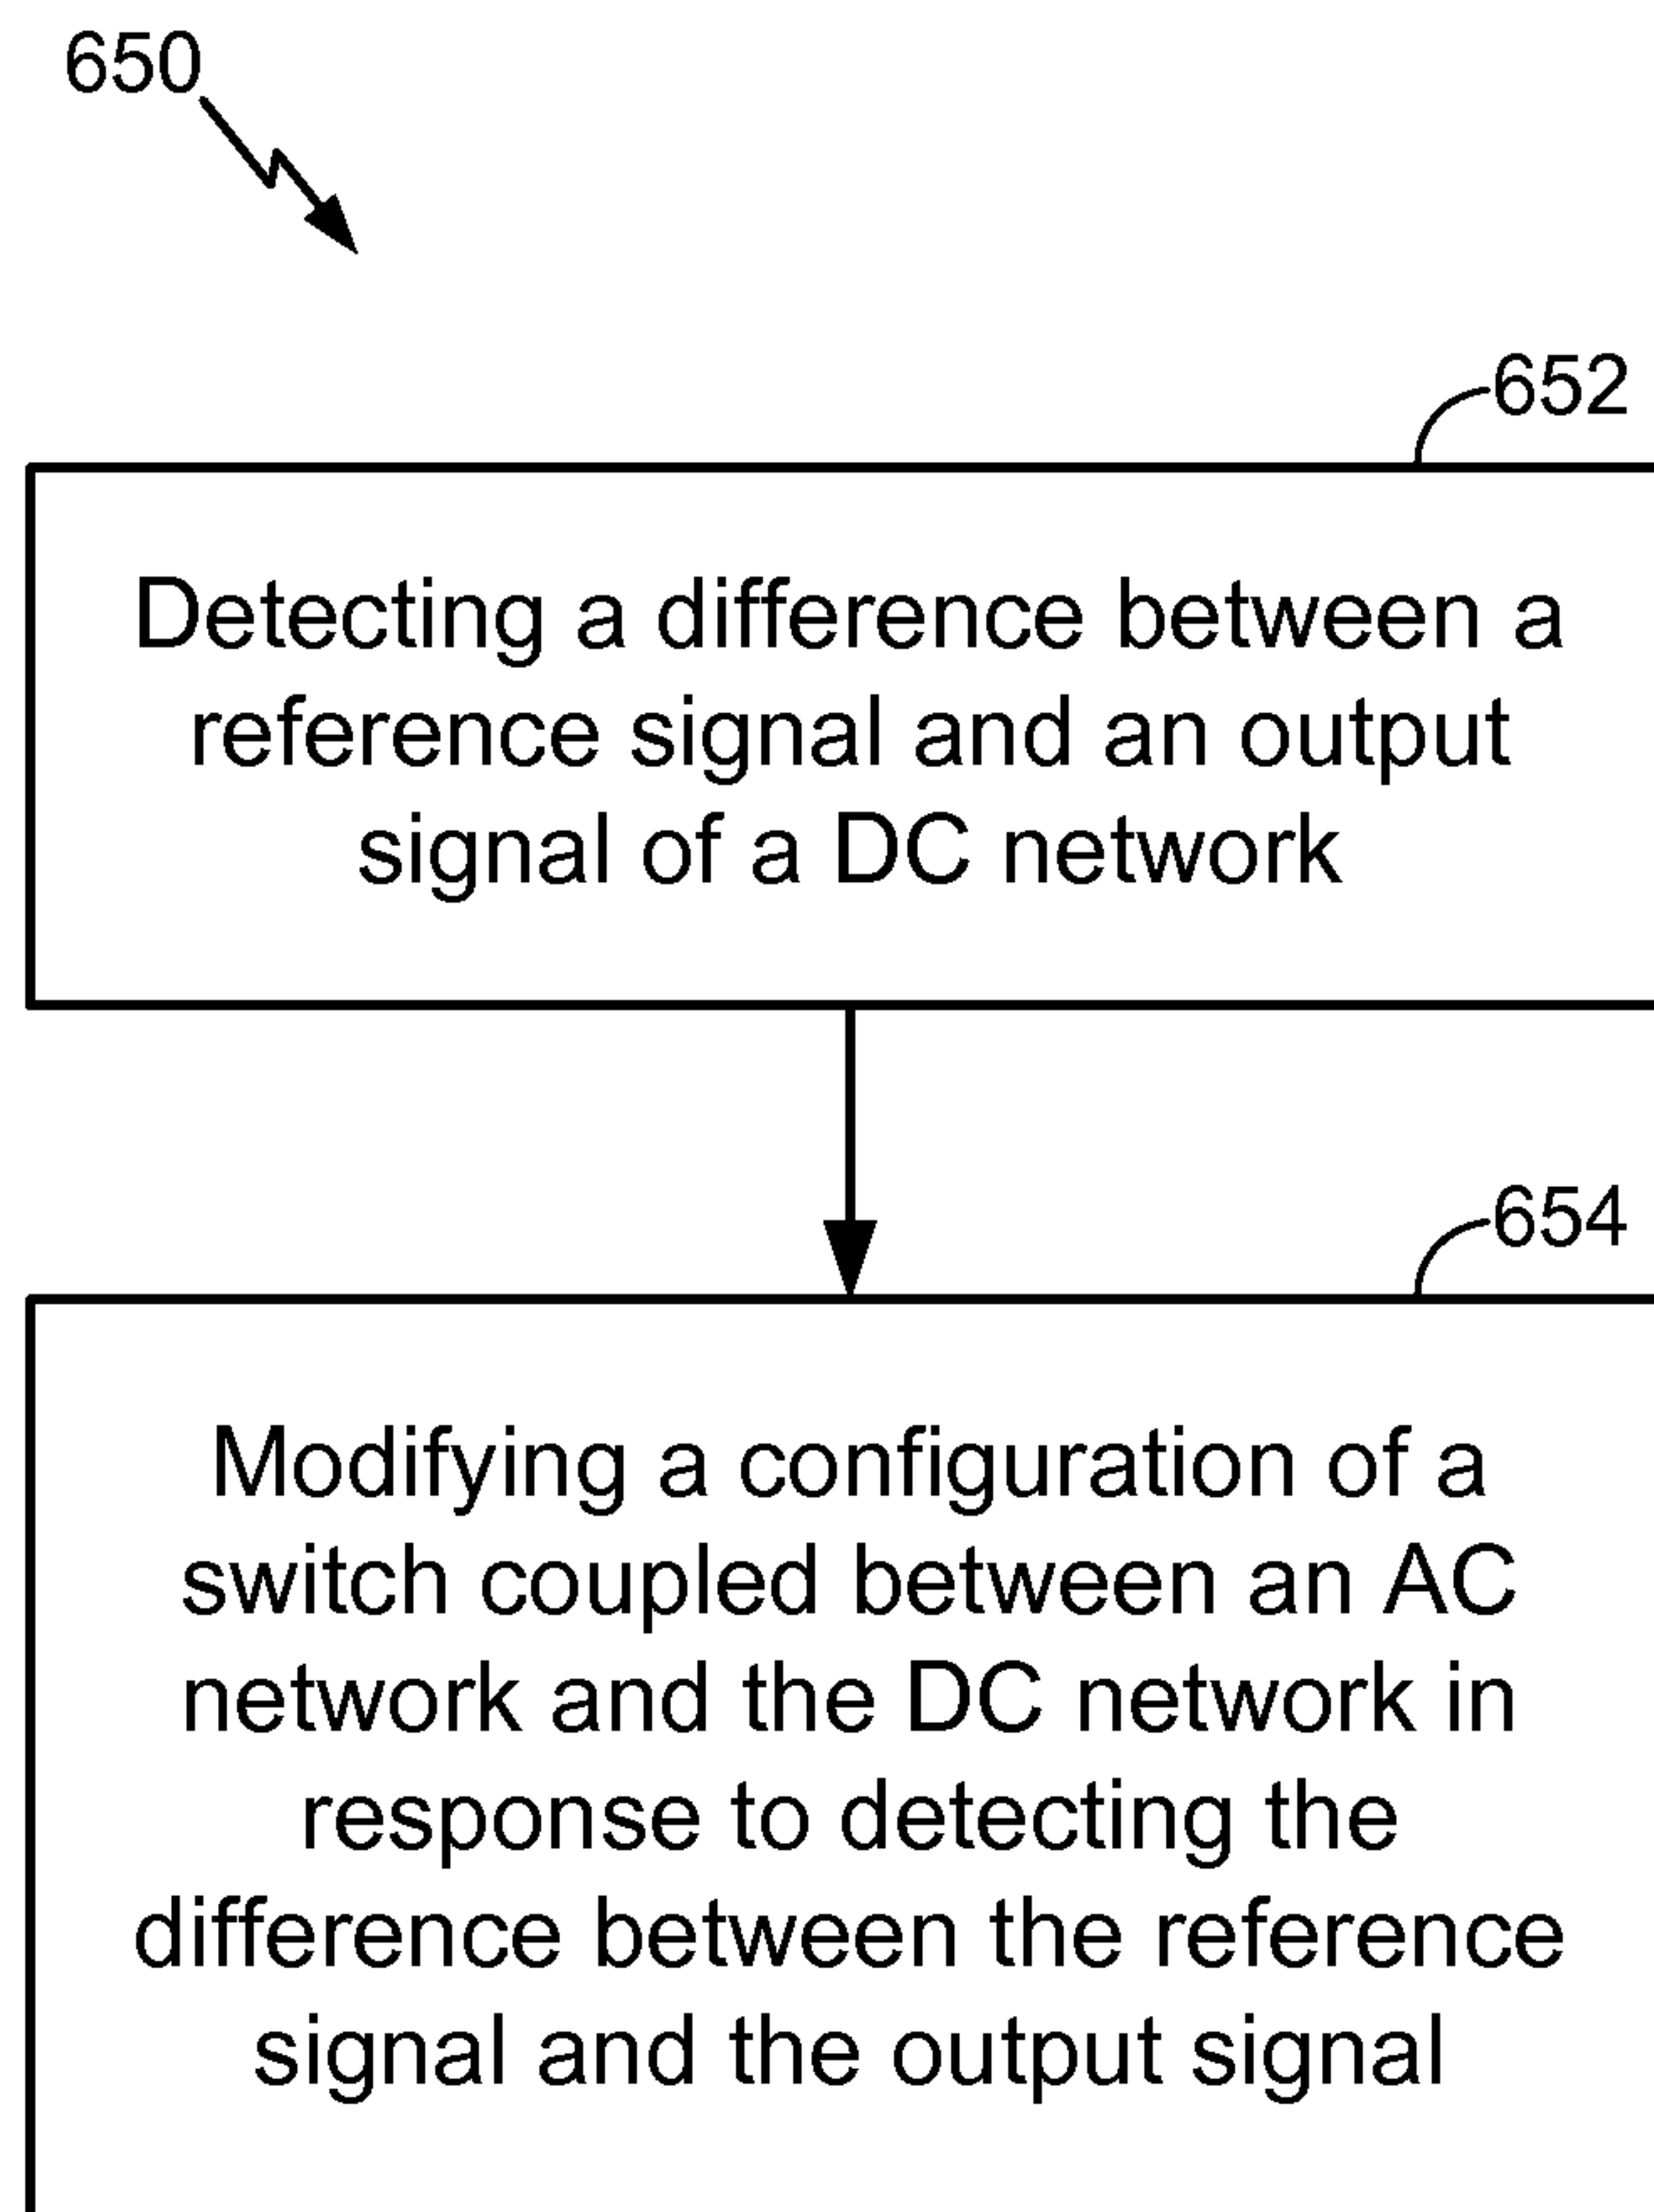 650
652
Detecting a difference between a
reference signal and an output
signal of a DC network
654
Modifying a configuration of a
switch coupled between an AC
network and the DC network in
response to detecting the
difference between the reference
signal and the output signal